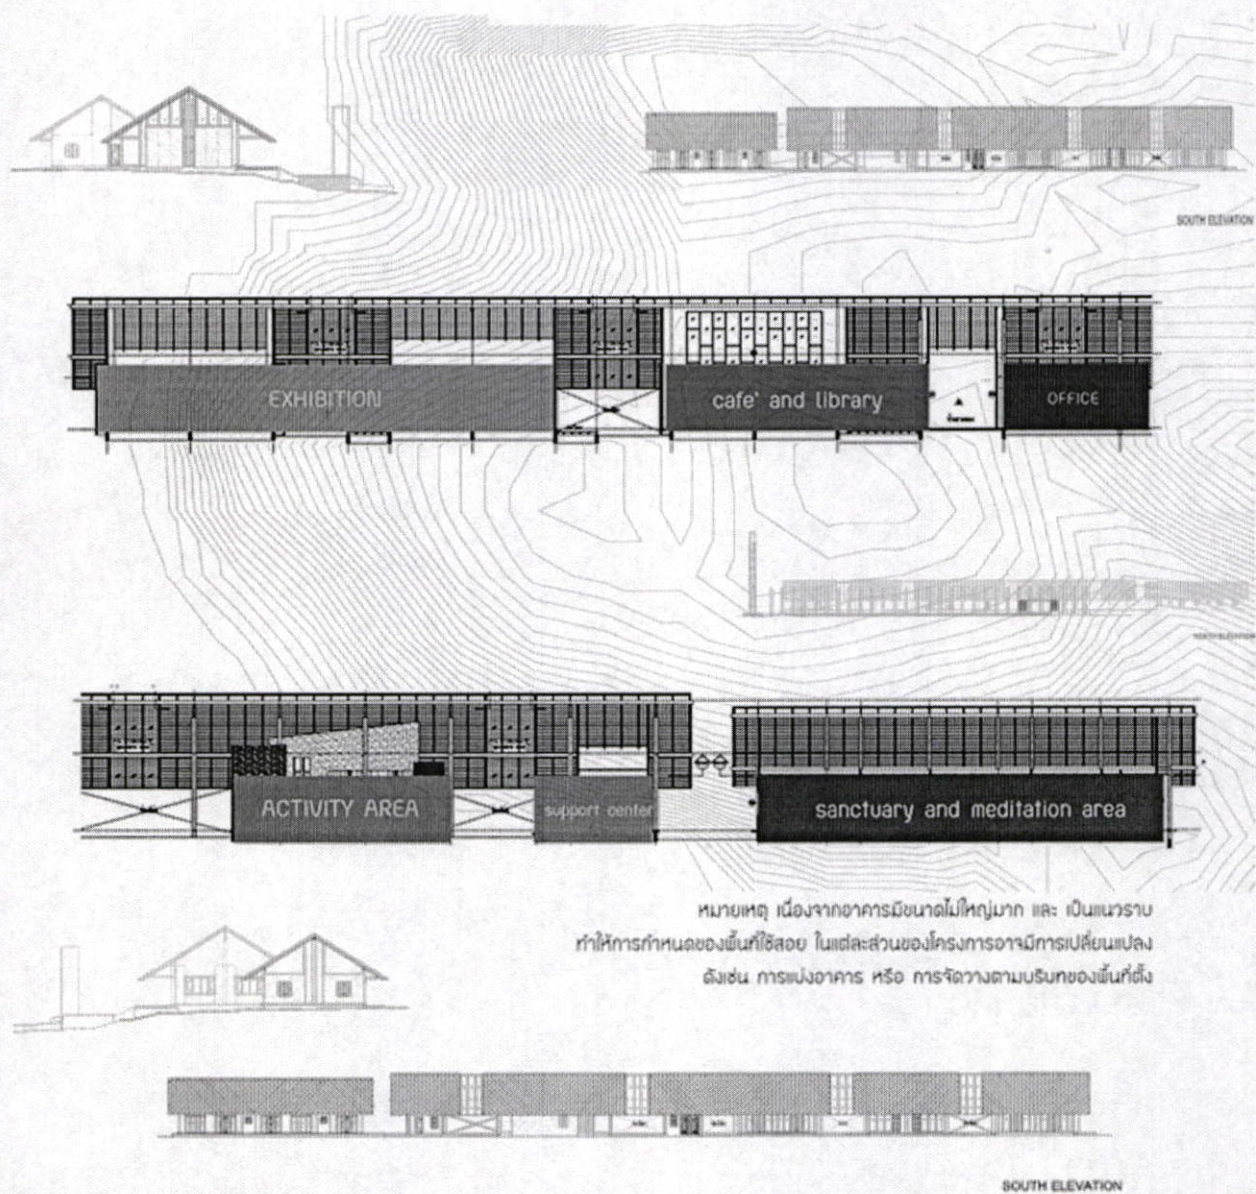 SOUTH ELEVATION
EXHIBITION
cafe' and library
OFFICE
NORTH ELEVATION
ACTIVITY AREA
support center
sanctuary and meditation area
หมายเหตุ เนื่องจากอาคารมีขนาดไม่ใหญ่มาก และ เป็นแนวราบ
ทำให้การกำหนดของพื้นที่ใช้สอย ในแต่ละส่วนของโครงการอาจมีการเปลี่ยนแปลง
ดังเช่น การแบ่งอาคาร หรือ การจัดวางตามบริบทของพื้นที่ตั้ง
SOUTH ELEVATION